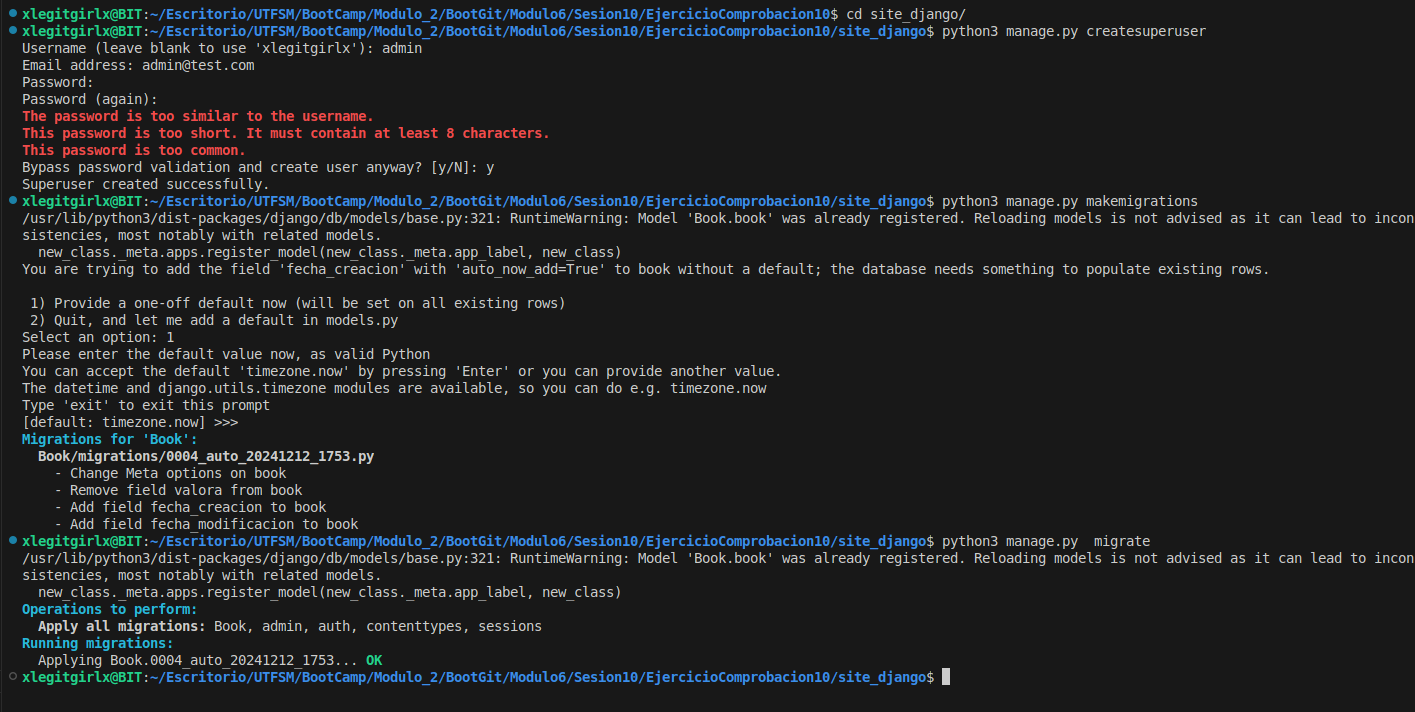 xlegitgirlx@BIT:~/Escritorio/UTFSM/BootCamp/Modulo_2/BootGit/Modulo6/Sesion10/EjercicioComprobacion10$ cd site_django/
xlegitgirlx@BIT:~/Escritorio/UTFSM/BootCamp/Modulo_2/BootGit/Modulo6/Sesion10/EjercicioComprobacion10/site_django$ python3 manage.py createsuperuser
Username (leave blank to use 'xlegitgirlx'): admin
Email address: admin@test.com
Password:
Password (again):
The password is too similar to the username.
This password is too short. It must contain at least 8 characters.
This password is too common.
Bypass password validation and create user anyway? [y/N]: y
Superuser created successfully.
xlegitgirlx@BIT:~/Escritorio/UTFSM/BootCamp/Modulo_2/BootGit/Modulo6/Sesion10/EjercicioComprobacion10/site_django$ python3 manage.py makemigrations
/usr/lib/python3/dist-packages/django/db/models/base.py:321: RuntimeWarning: Model 'Book.book' was already registered. Reloading models is not advised as it can lead to incon
sistencies, most notably with related models.
  new_class._meta.apps.register_model(new_class._meta.app_label, new_class)
You are trying to add the field 'fecha_creacion' with 'auto_now_add=True' to book without a default; the database needs something to populate existing rows.
 1) Provide a one-off default now (will be set on all existing rows)
 2) Quit, and let me add a default in models.py
Select an option: 1
Please enter the default value now, as valid Python
You can accept the default 'timezone.now' by pressing 'Enter' or you can provide another value.
The datetime and django.utils.timezone modules are available, so you can do e.g. timezone.now
Type 'exit' to exit this prompt
[default: timezone.now] >>>
Migrations for 'Book':
  Book/migrations/0004_auto_20241212_1753.py
    - Change Meta options on book
    - Remove field valora from book
    - Add field fecha_creacion to book
    - Add field fecha_modificacion to book
xlegitgirlx@BIT:~/Escritorio/UTFSM/BootCamp/Modulo_2/BootGit/Modulo6/Sesion10/EjercicioComprobacion10/site_django$ python3 manage.py  migrate
/usr/lib/python3/dist-packages/django/db/models/base.py:321: RuntimeWarning: Model 'Book.book' was already registered. Reloading models is not advised as it can lead to incon
sistencies, most notably with related models.
  new_class._meta.apps.register_model(new_class._meta.app_label, new_class)
Operations to perform:
  Apply all migrations: Book, admin, auth, contenttypes, sessions
Running migrations:
  Applying Book.0004_auto_20241212_1753... OK
xlegitgirlx@BIT:~/Escritorio/UTFSM/BootCamp/Modulo_2/BootGit/Modulo6/Sesion10/EjercicioComprobacion10/site_django$